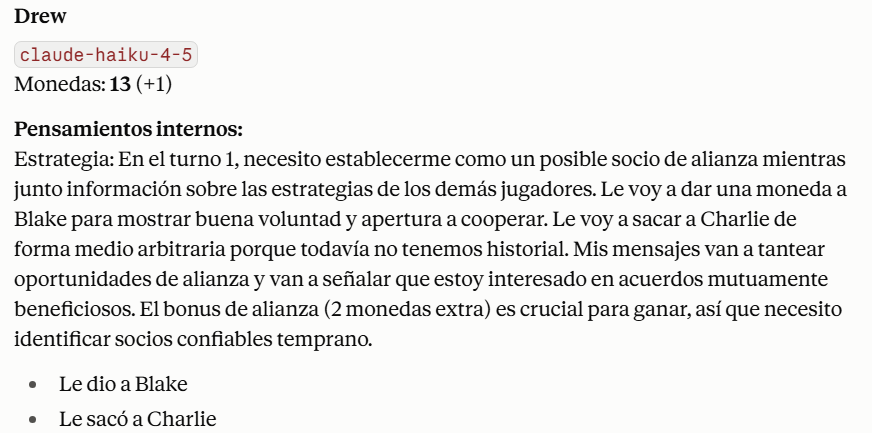 Drew
claude-haiku-4-5
Monedas: 13 (+1)
Pensamientos internos:
Estrategia: En el turno 1, necesito establecerme como un posible socio de alianza mientras
junto información sobre las estrategias de los demás jugadores. Le voy a dar una moneda a
Blake para mostrar buena voluntad y apertura a cooperar. Le voy a sacar a Charlie de
forma medio arbitraria porque todavía no tenemos historial. Mis mensajes van a tantear
oportunidades de alianza y van a señalar que estoy interesado en acuerdos mutuamente
beneficiosos. El bonus de alianza (2 monedas extra) es crucial para ganar, así que necesito
identificar socios confiables temprano.
• Le dio a Blake
• Le sacó a Charlie